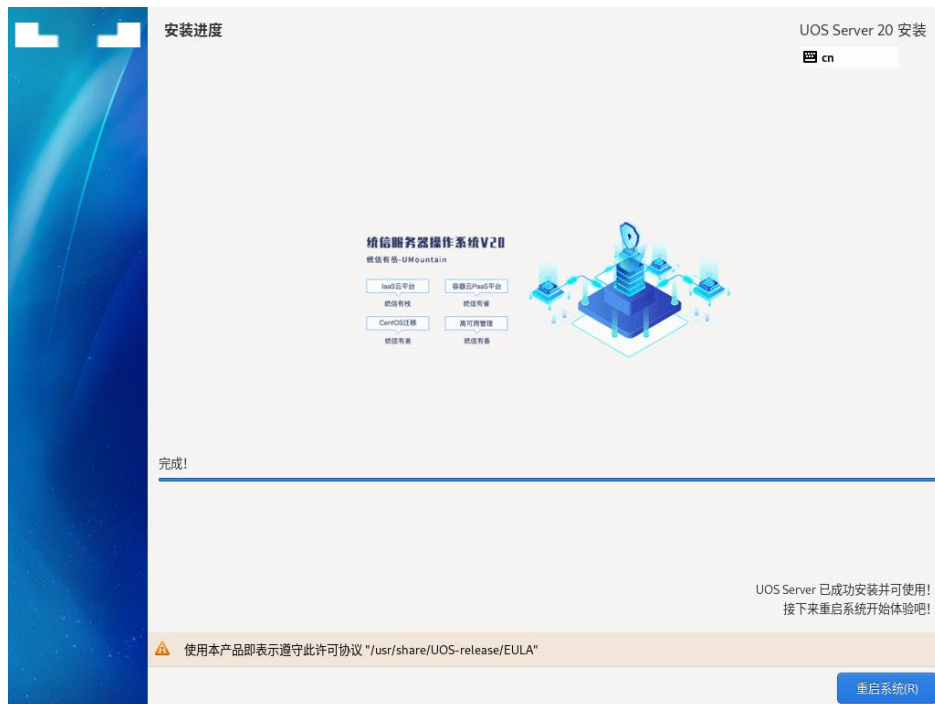 安装进度
UOS Server 20 安装
cn
统信服务器操作系统V20
统信有岳-UMountain
IaaS云平台
容器云PaaS平台
统信有栈
统信有雀
CentOS迁移
高可用管理
统信有易
统信有备
完成!
UOS Server 已成功安装并可使用!
接下来重启系统开始体验吧!
使用本产品即表示遵守此许可协议 "/usr/share/UOS-release/EULA"
重启系统(R)